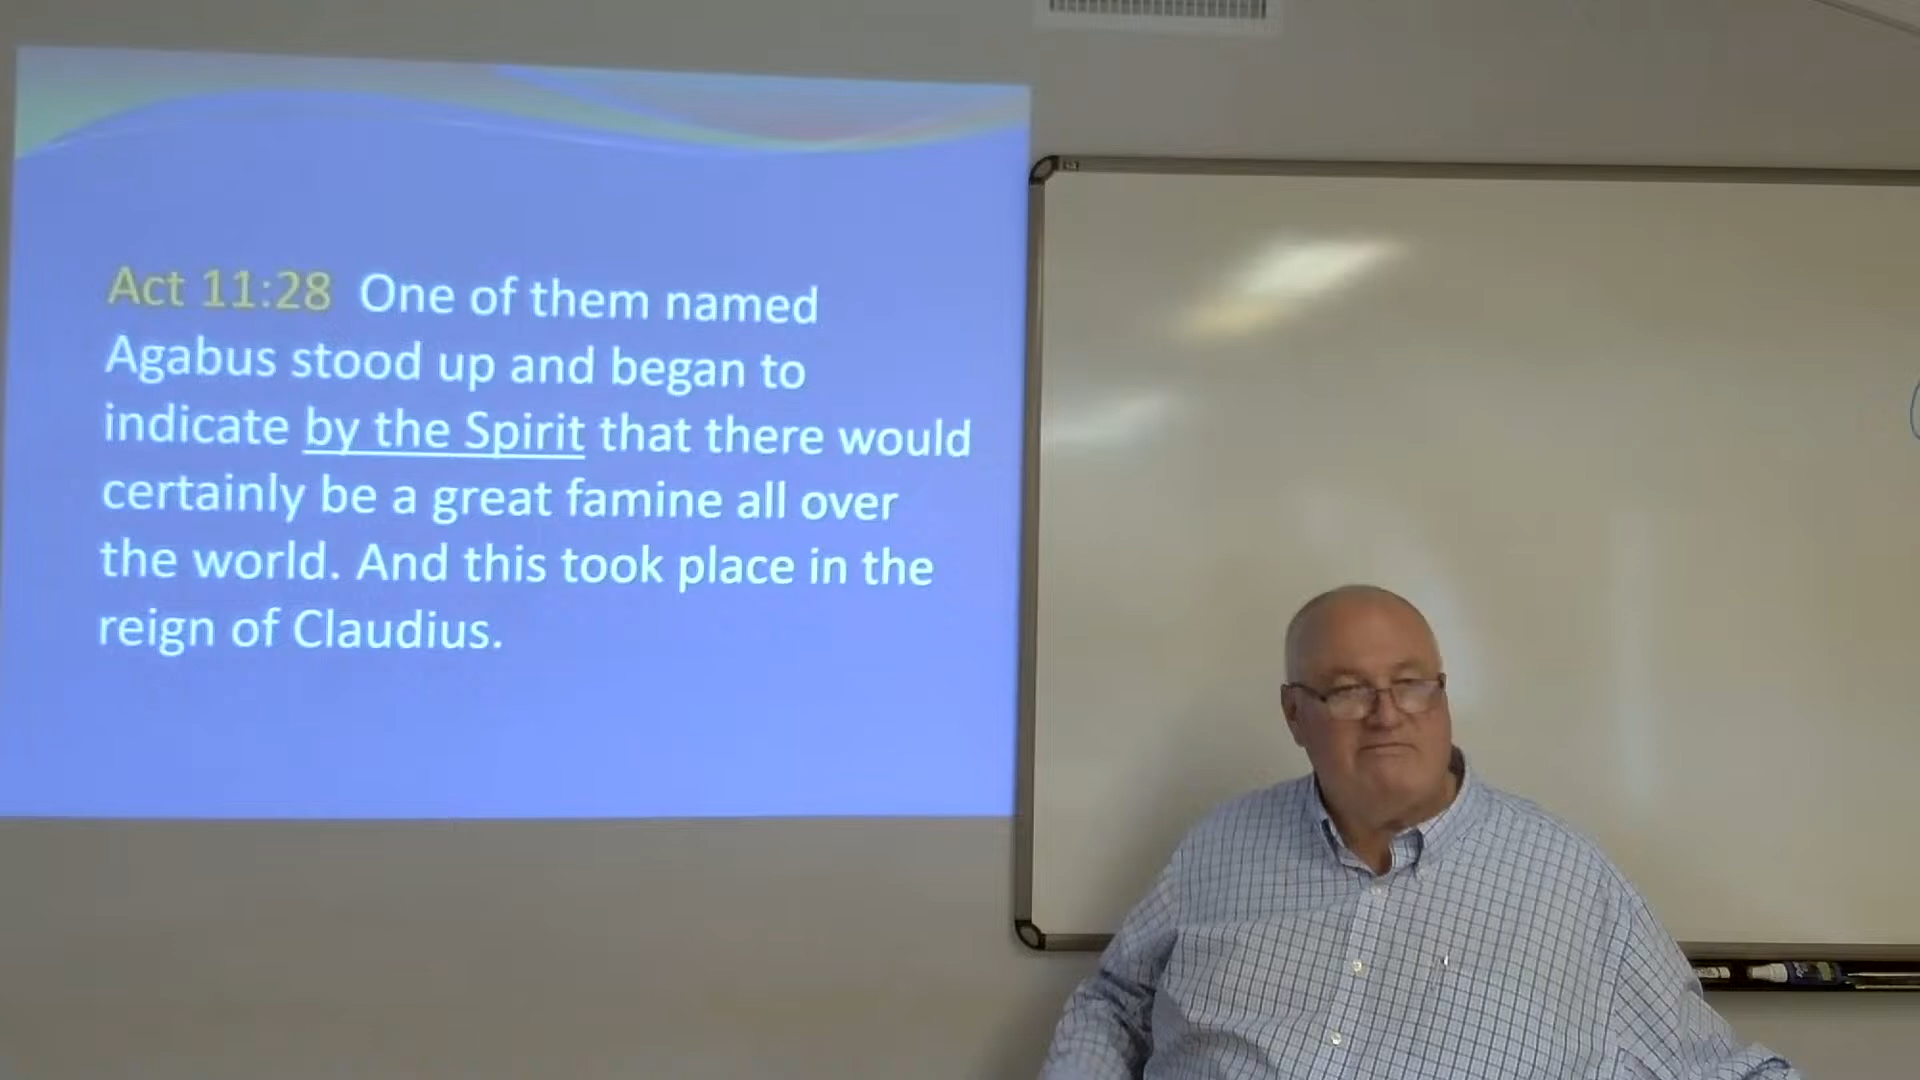 Act 11:28 One of them named
Agabus stood up and began to
indicate by the Spirit that there would
certainly be a great famine all over
the world. And this took place in the
reign of Claudius.